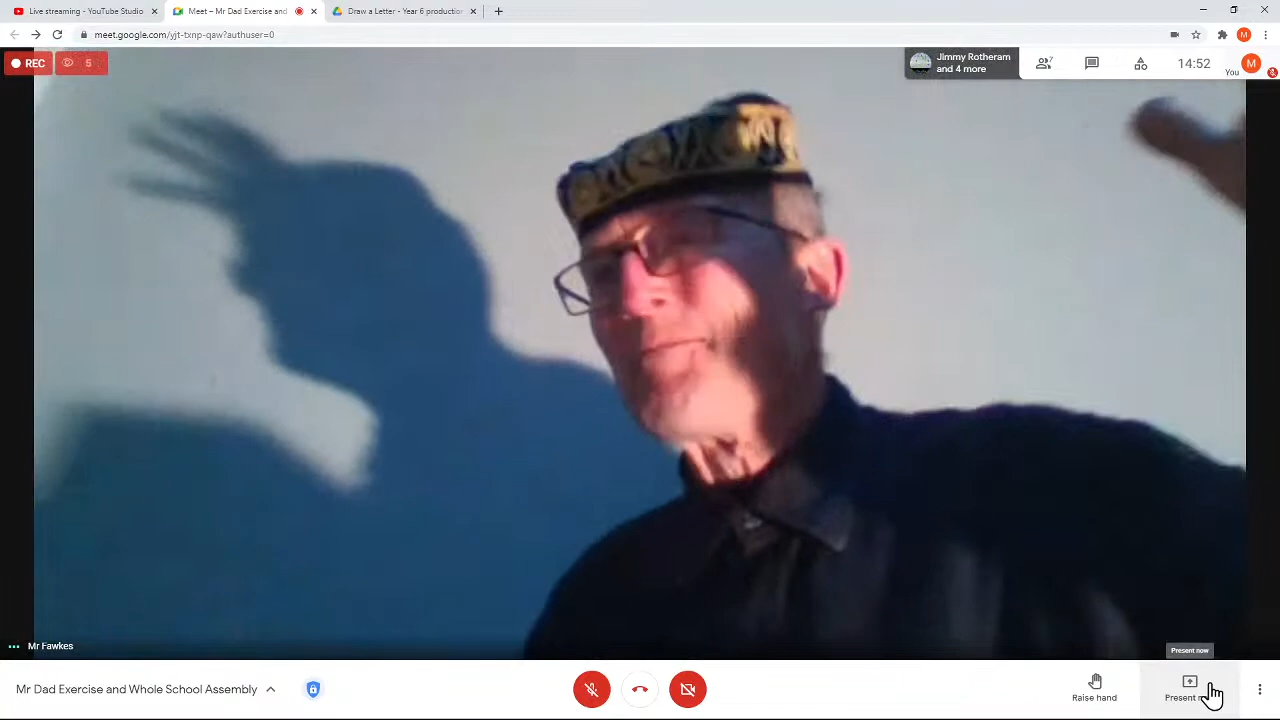 Live streaming - YouTube Studio
Meet – Mr Dad Exercise and
Draw a Letter - Year 6 production
meet.google.com/yjt-txnp-qaw?authuser=0
M
REC
5
Jimmy Rotheram
and 4 more
7
14:52
You
M
Mr Fawkes
Present now
Mr Dad Exercise and Whole School Assembly
Raise hand
Present